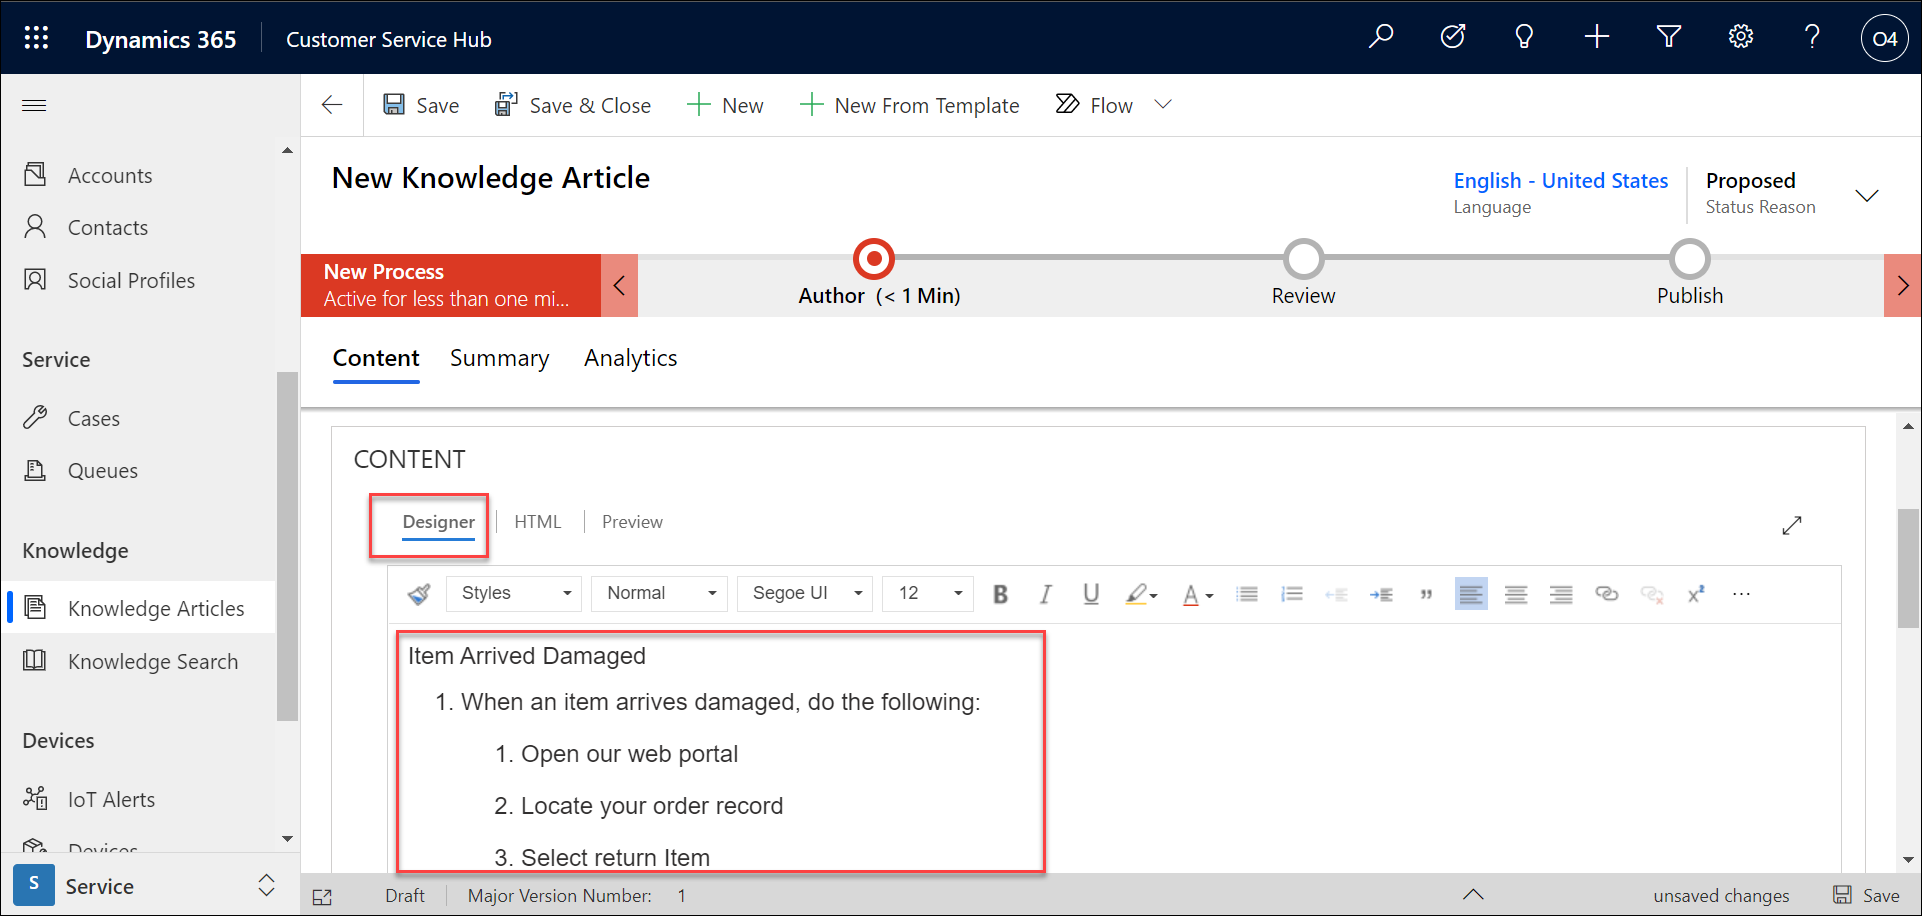 Dynamics 365 Customer Service Hub O4
Save Save & Close New New From Template Flow
Accounts
Contacts
Social Profiles
Service
Cases
Queues
Knowledge
Knowledge Articles
Knowledge Search
Devices
IoT Alerts
Devices
S Service
New Knowledge Article
English - United States
Language
Proposed
Status Reason
New Process
Active for less than one mi...
Author (< 1 Min)
Review
Publish
Content Summary Analytics
CONTENT
Designer HTML Preview
Styles Normal Segoe UI 12 B I U A x²
Item Arrived Damaged
1. When an item arrives damaged, do the following:
1. Open our web portal
2. Locate your order record
3. Select return Item
Draft Major Version Number: 1 unsaved changes Save